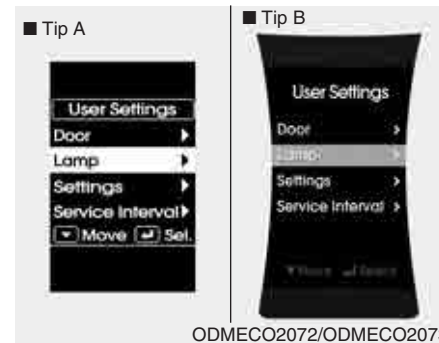 ■ Tip A
User Settings
Door
Lamp
Settings
Service Interval
Move Sel.
■ Tip B
User Settings
Door
Lamp
Settings
Service Interval
Move
ODMECO2072/ODMECO207